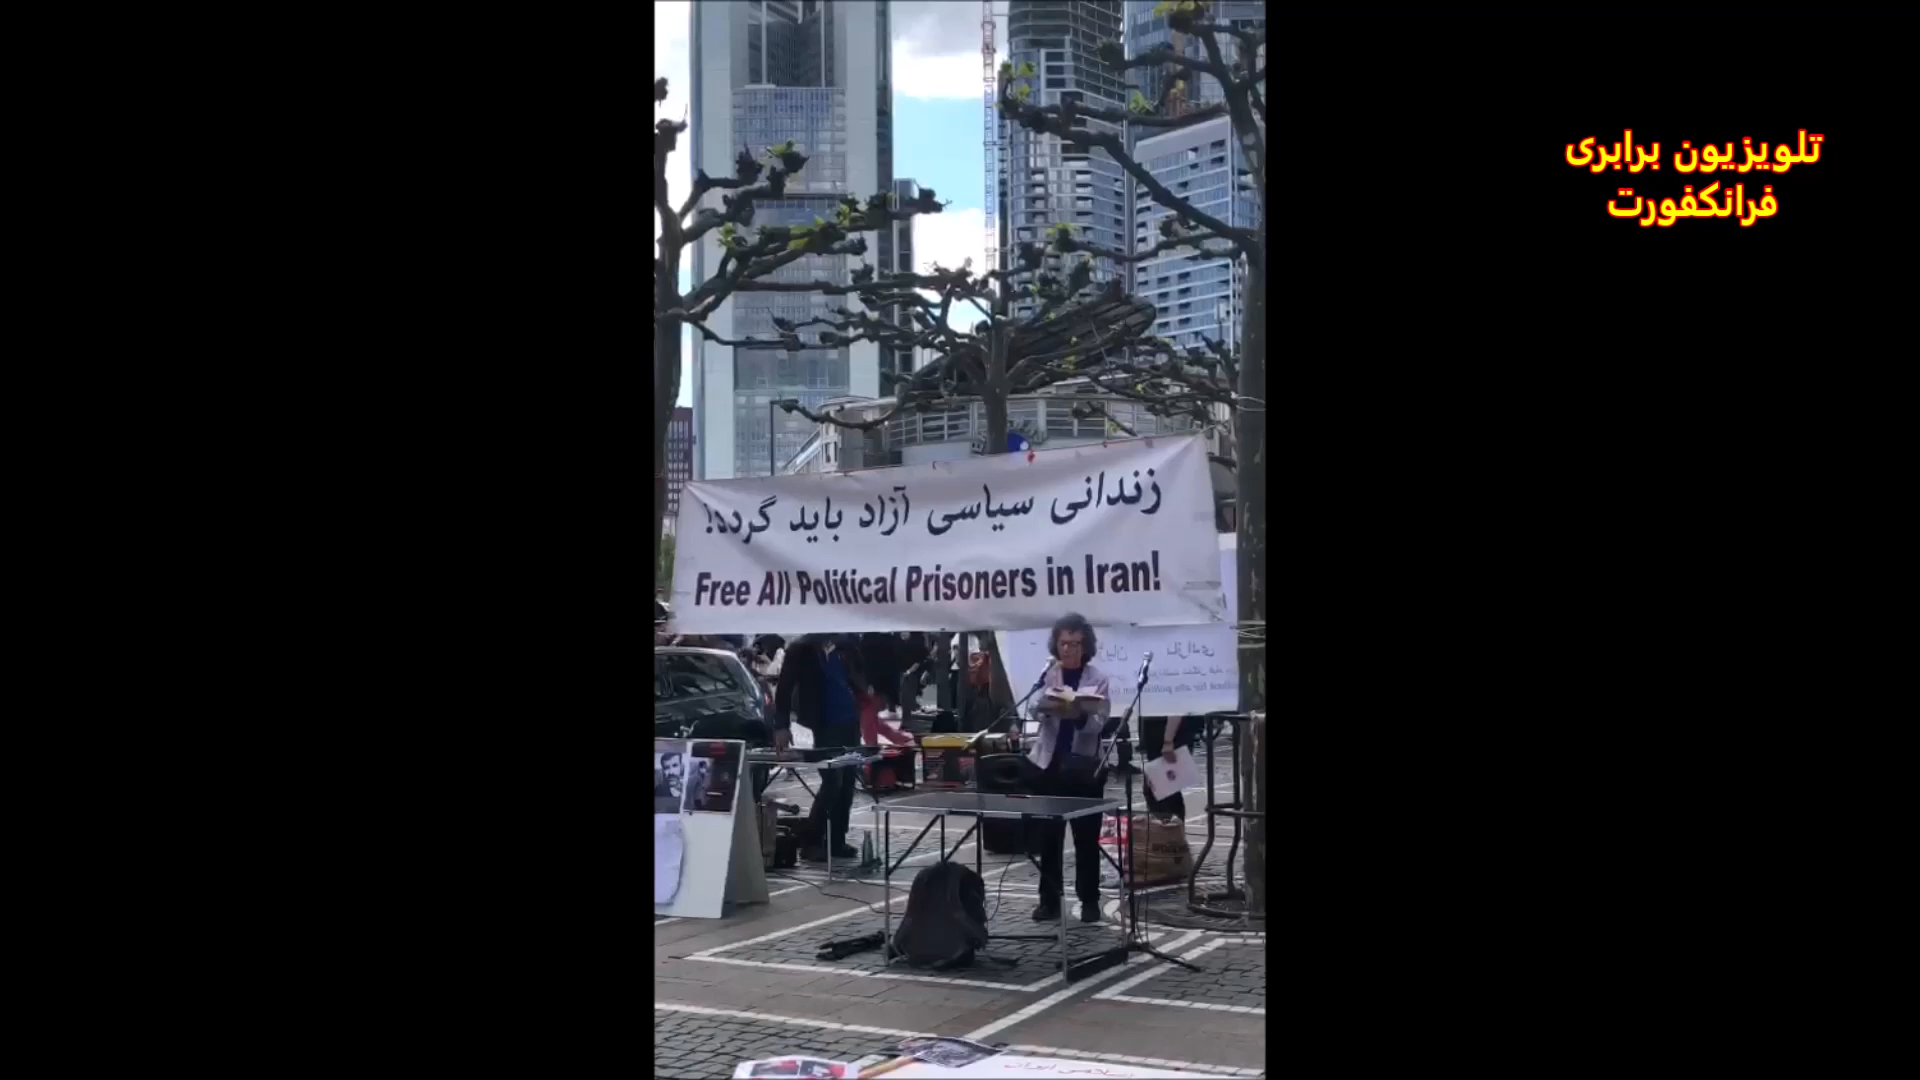 تلویزیون برابری
فرانکفورت
زندانی سیاسی آزاد باید گردد!
Free All Political Prisoners in Iran!